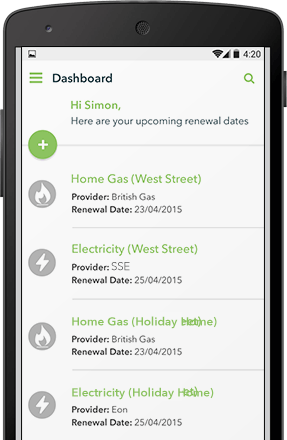 4:20
Dashboard
Hi Simon,
Here are your upcoming renewal dates
Home Gas (West Street)
Provider: British Gas
Renewal Date: 23/04/2015
Electricity (West Street)
Provider: SSE
Renewal Date: 25/04/2015
Home Gas (Holiday Home)
Provider: British Gas
Renewal Date: 23/04/2015
Electricity (Holiday Home)
Provider: Eon
Renewal Date: 25/04/2015